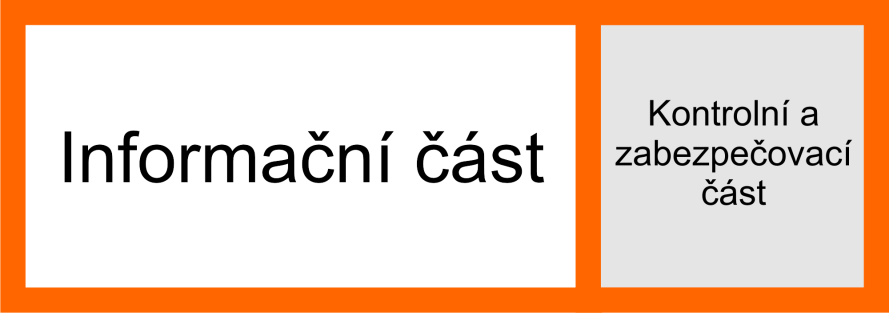 Informační část
Kontrolní a
zabezpečovací
část